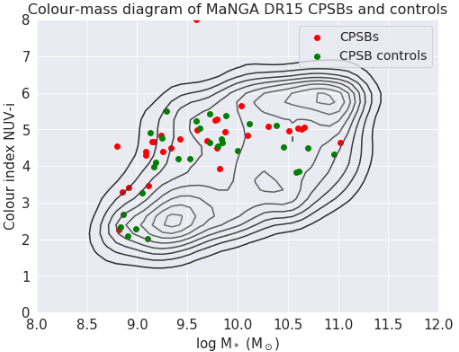 Colour-mass diagram of MaNGA DR15 CPSBs and controls
8
7
6
5
4
3
2
1
0
Colour index NUV-i
CPSBs
CPSB controls
8.0 8.5 9.0 9.5 10.0 10.5 11.0 11.5 12.0
log M* (M⊙)